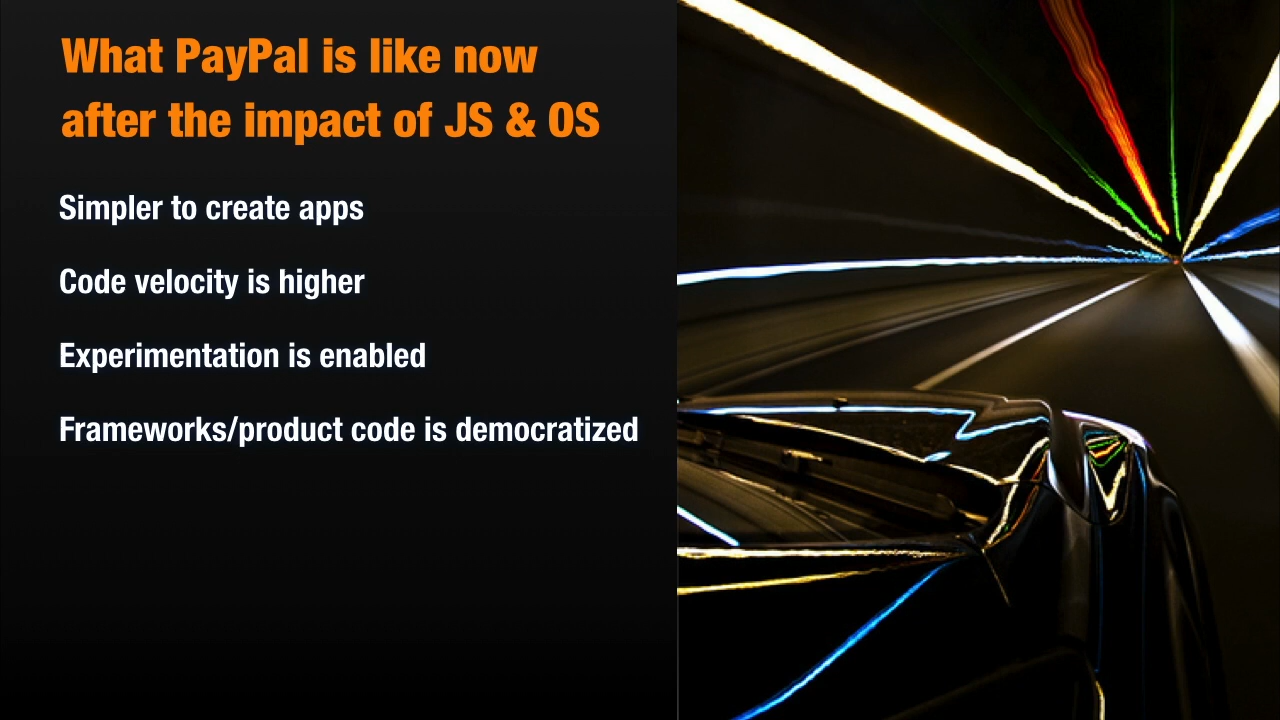 What PayPal is like now
after the impact of JS & OS
Simpler to create apps
Code velocity is higher
Experimentation is enabled
Frameworks/product code is democratized